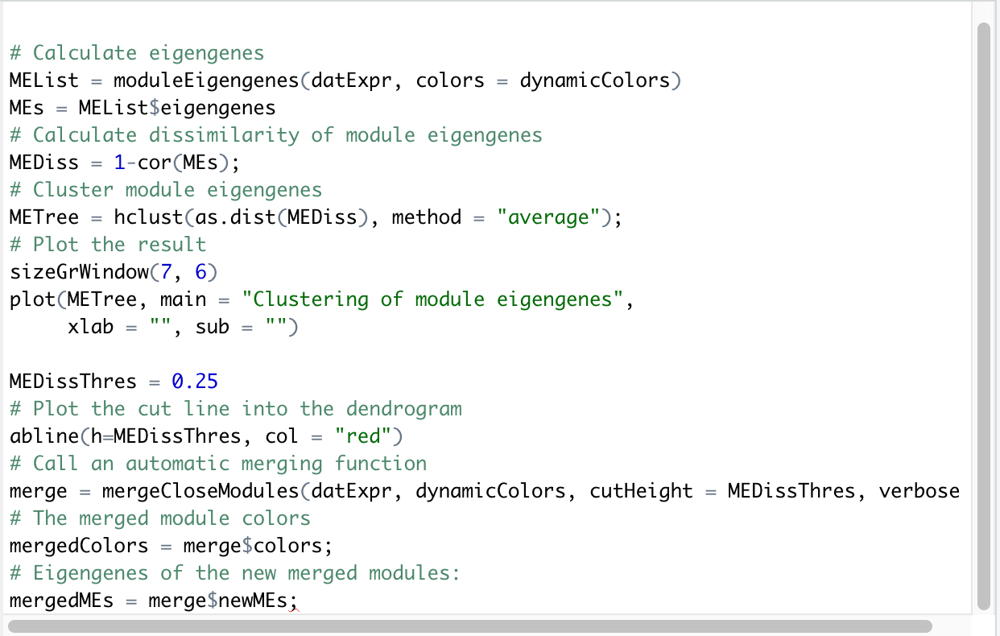 # Calculate eigengenes
MEList = moduleEigengenes(datExpr, colors = dynamicColors)
MEs = MEList$eigengenes
# Calculate dissimilarity of module eigengenes
MEDiss = 1-cor(MEs);
# Cluster module eigengenes
METree = hclust(as.dist(MEDiss), method = "average");
# Plot the result
sizeGrWindow(7, 6)
plot(METree, main = "Clustering of module eigengenes",
     xlab = "", sub = "")
MEDissThres = 0.25
# Plot the cut line into the dendrogram
abline(h=MEDissThres, col = "red")
# Call an automatic merging function
merge = mergeCloseModules(datExpr, dynamicColors, cutHeight = MEDissThres, verbose
# The merged module colors
mergedColors = merge$colors;
# Eigengenes of the new merged modules:
mergedMEs = merge$newMEs;